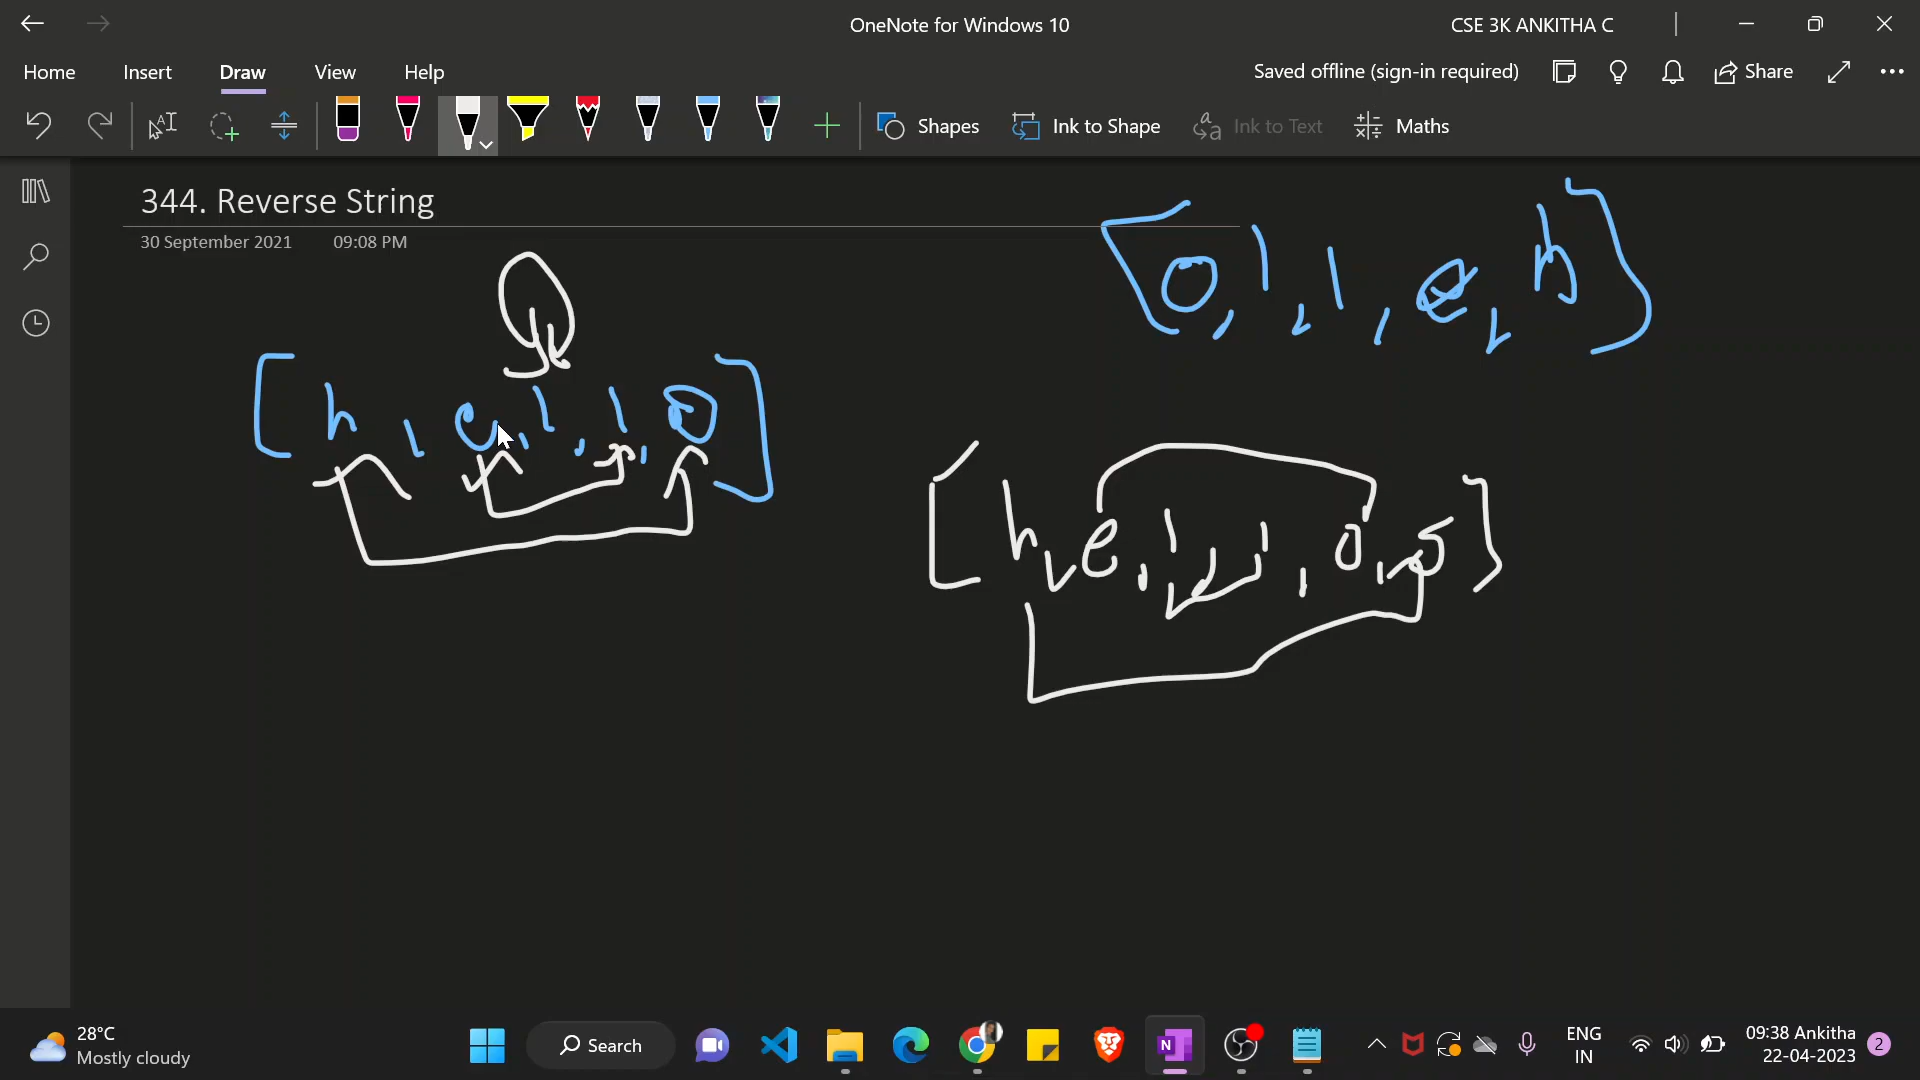 OneNote for Windows 10
CSE 3K ANKITHA C
Home Insert Draw View Help
Saved offline (sign-in required)
Share
Shapes
Ink to Shape
Ink to Text
Maths
344. Reverse String
30 September 2021 09:08 PM
[o, l, l, e, h]
[h, e, l, l, o]
[h, e, l, l, o, s]
28°C
Mostly cloudy
Search
ENG
IN
09:38 Ankitha
22-04-2023
2